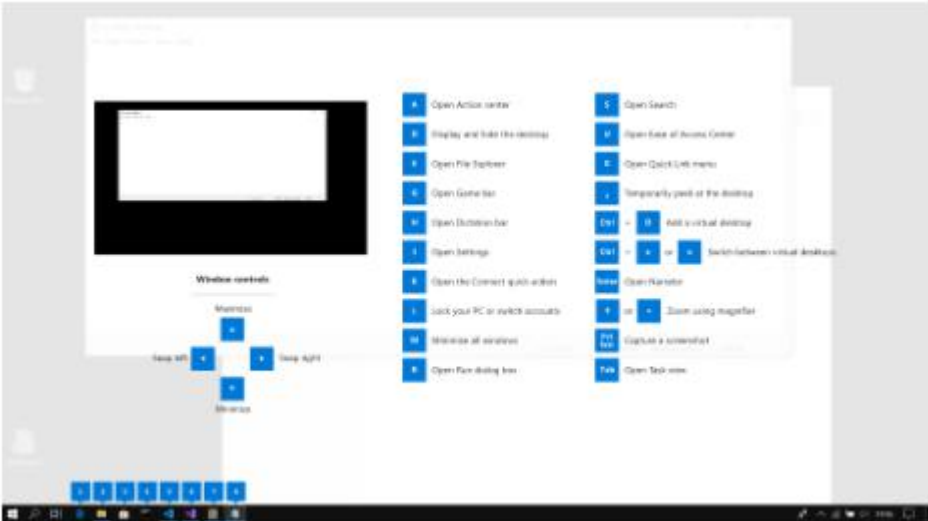 A Open Action center
D Display and hide the desktop
E Open File Explorer
G Open Game bar
H Open Dictation bar
I Open Settings
K Open the Connect quick action
L Lock your PC or switch accounts
M Minimize all windows
R Open Run dialog box
S Open Search
U Open Ease of Access Center
X Open Quick Link menu
, Temporarily peek at the desktop
Ctrl + D Add a virtual desktop
Ctrl + or Switch between virtual desktops
Enter Open Narrator
+ or - Zoom using magnifier
Prt Scn Capture a screenshot
Tab Open Task view
Window controls
Maximize
Snap left Snap right
Minimize
1 2 3 4 5 6 7 8